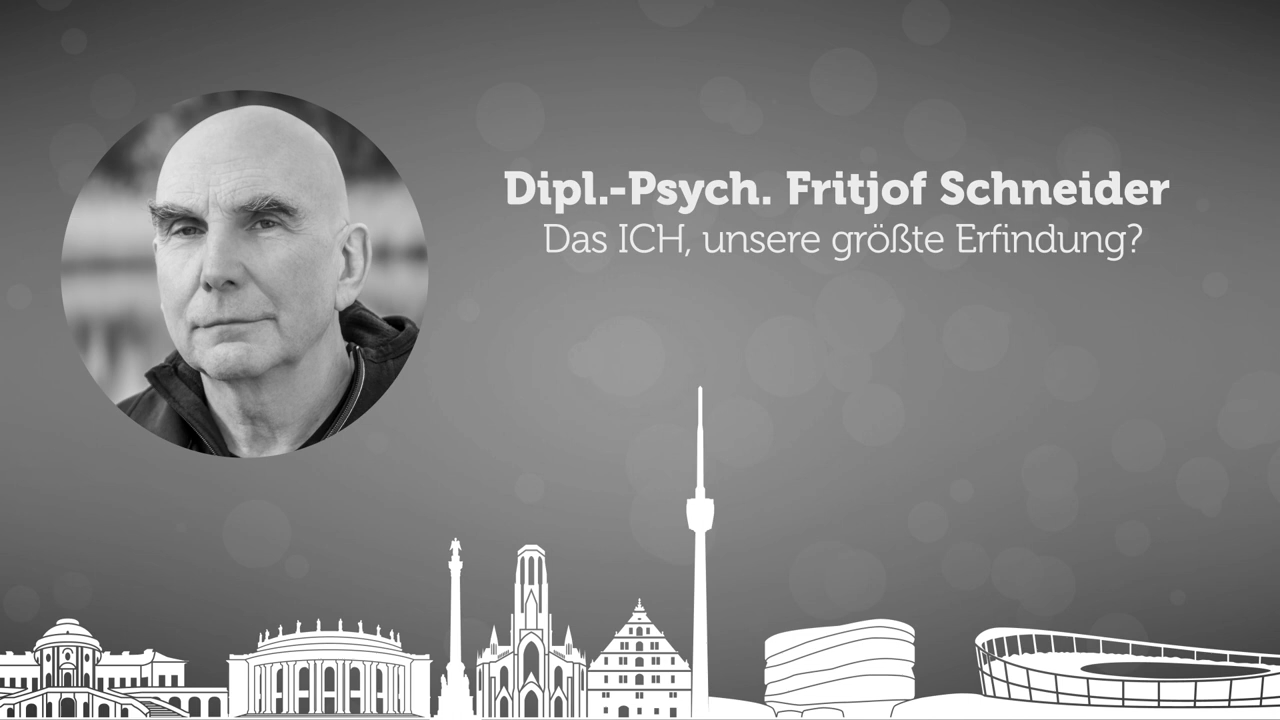 Dipl.-Psych. Fritjof Schneider
Das ICH, unsere größte Erfindung?